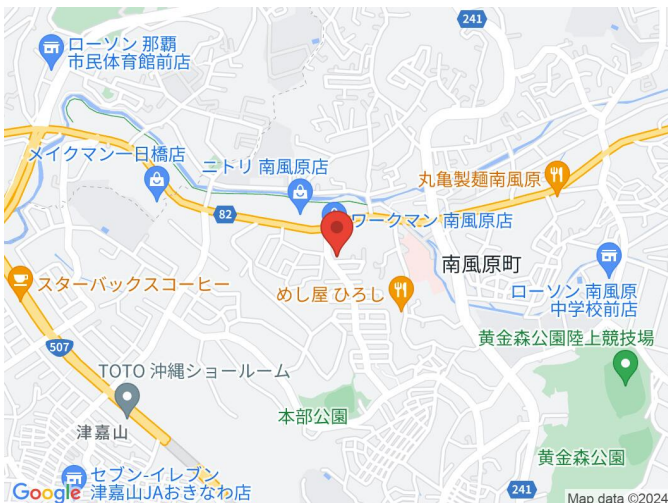 241
ローソン 那覇
市民体育館前店
メイクマン一日橋店
ニトリ 南風原店
丸亀製麺南風原
82
ワークマン 南風原店
南風原町
スターバックスコーヒー
めし屋 ひろし
ローソン 南風原
中学校前店
黄金森公園陸上競技場
507
TOTO 沖縄ショールーム
本部公園
津嘉山
黄金森公園
セブン-イレブン
津嘉山JAおきなわ店
241
Google
Map data ©2024